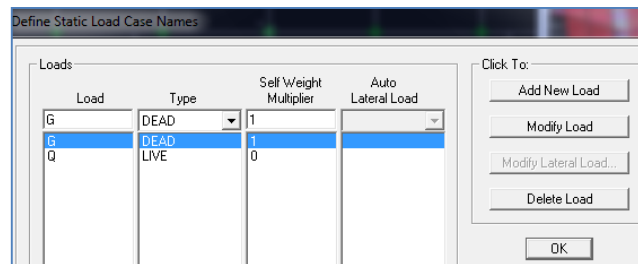 Define Static Load Case Names
Loads
Click To:
Load Type Self Weight Multiplier Auto Lateral Load
G DEAD 1
G DEAD 1
Q LIVE 0
Add New Load
Modify Load
Modify Lateral Load...
Delete Load
OK